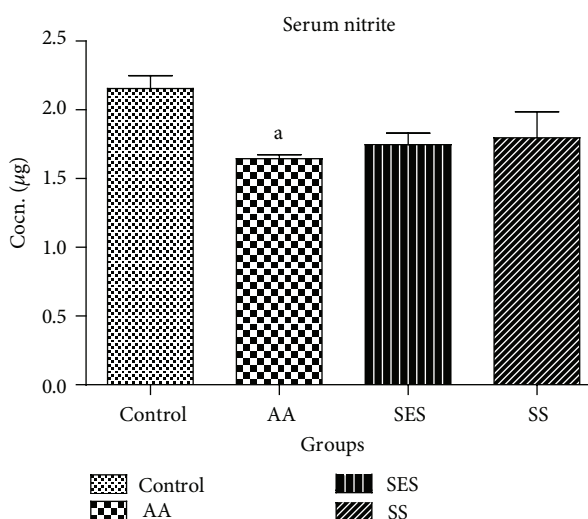 Serum nitrite
2.5
2.0
1.5
1.0
0.5
0.0
Cocn. (μg)
a
Control AA SES SS
Groups
Control SES
AA SS